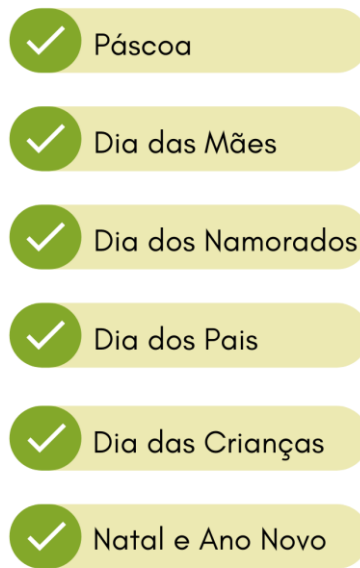 Páscoa
Dia das Mães
Dia dos Namorados
Dia dos Pais
Dia das Crianças
Natal e Ano Novo